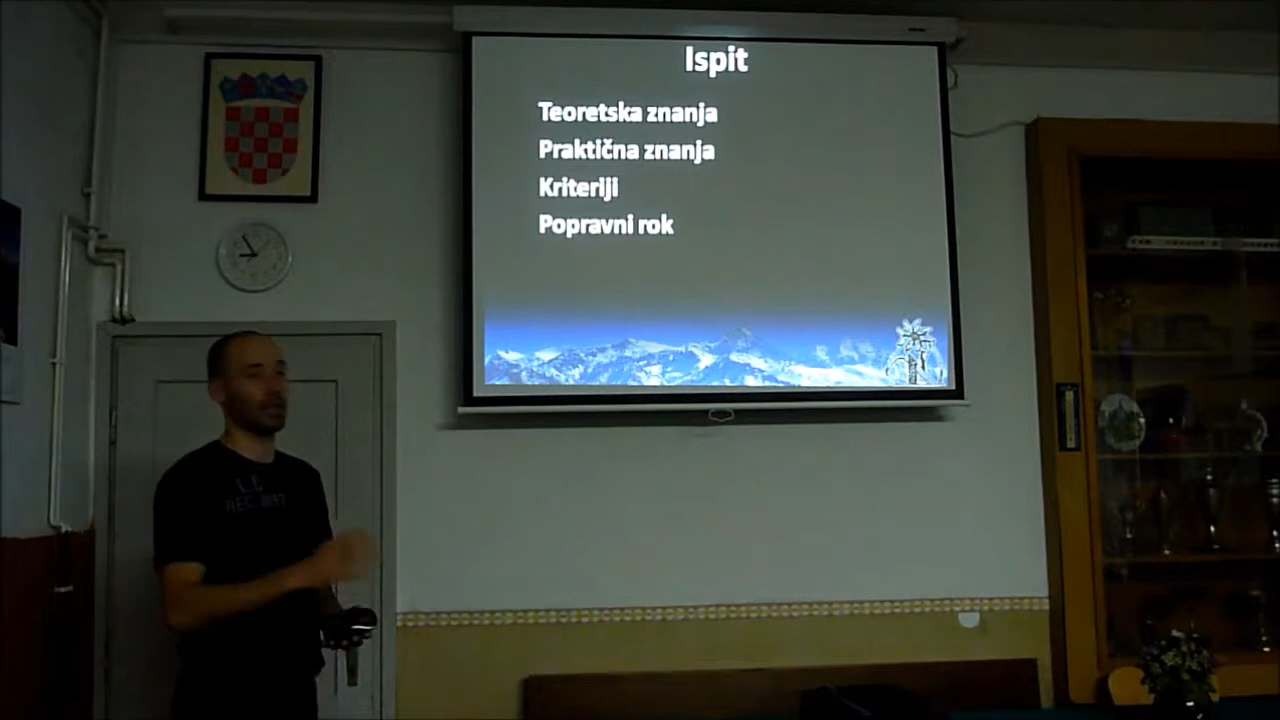 Ispit
Teoretska znanja
Praktična znanja
Kriteriji
Popravni rok